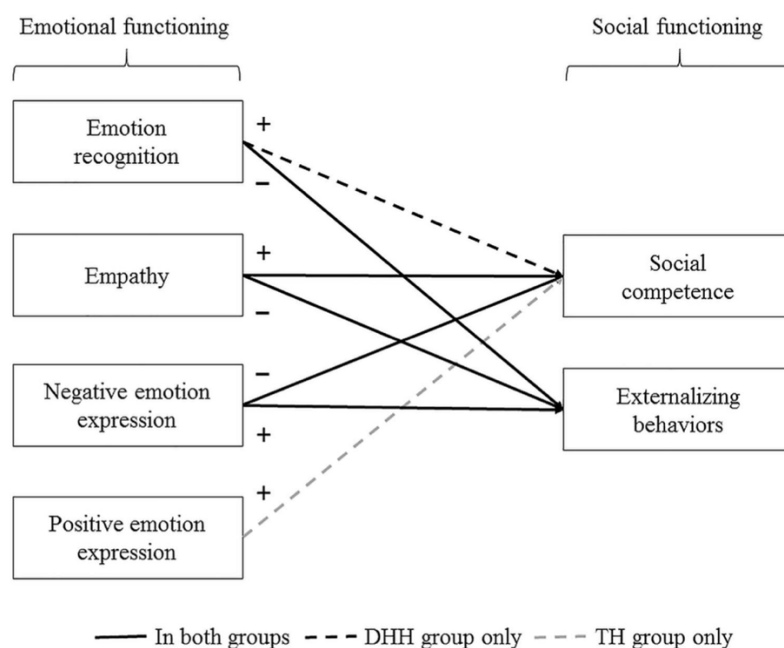 Emotional functioning
Social functioning
Emotion
recognition
+
−
Empathy
+
−
Negative emotion
expression
−
+
Positive emotion
expression
+
Social
competence
Externalizing
behaviors
In both groups
DHH group only
TH group only